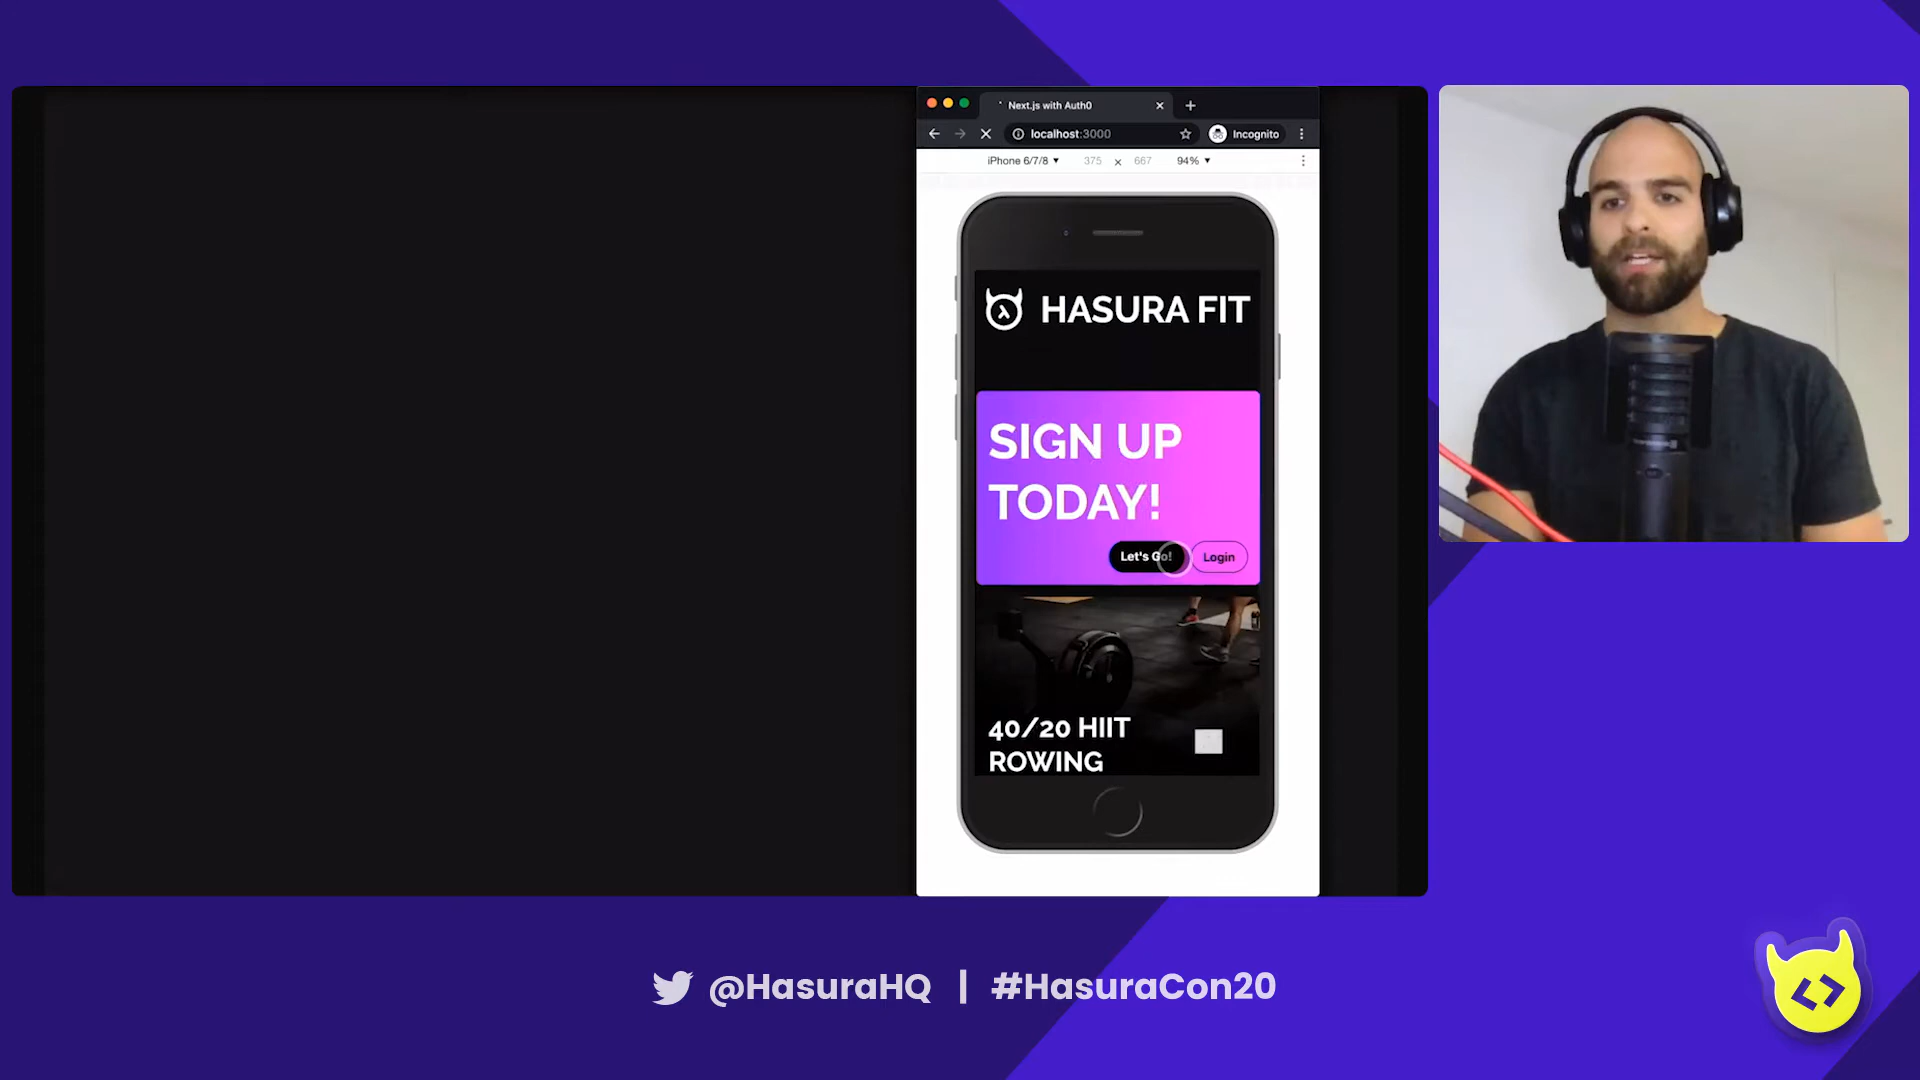 Next.js with Auth0
localhost:3000
Incognito
iPhone 6/7/8
375 × 667
94%
HASURA FIT
SIGN UP
TODAY!
Let's Go!
Login
40/20 HIIT
ROWING
@HasuraHQ | #HasuraCon20